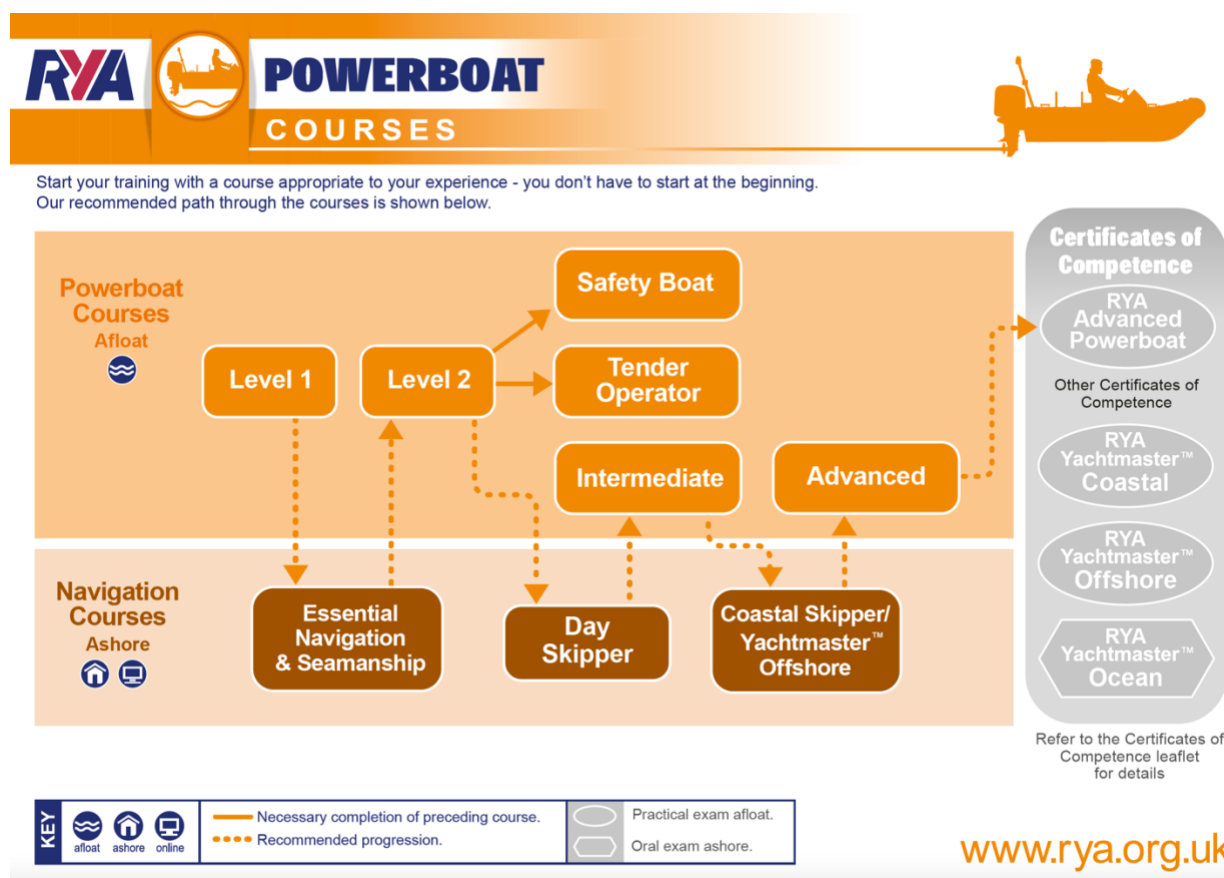 RYA
POWERBOAT
COURSES
Start your training with a course appropriate to your experience - you don't have to start at the beginning.
Our recommended path through the courses is shown below.
Powerboat
Courses
Afloat
Level 1
Level 2
Safety Boat
Tender
Operator
Intermediate
Advanced
Navigation
Courses
Ashore
Essential
Navigation
& Seamanship
Day
Skipper
Coastal Skipper/
Yachtmaster™
Offshore
Certificates of
Competence
RYA
Advanced
Powerboat
Other Certificates of
Competence
RYA
Yachtmaster™
Coastal
RYA
Yachtmaster™
Offshore
RYA
Yachtmaster™
Ocean
Refer to the Certificates of
Competence leaflet
for details
KEY
afloat ashore online
Necessary completion of preceding course.
Recommended progression.
Practical exam afloat.
Oral exam ashore.
www.rya.org.uk